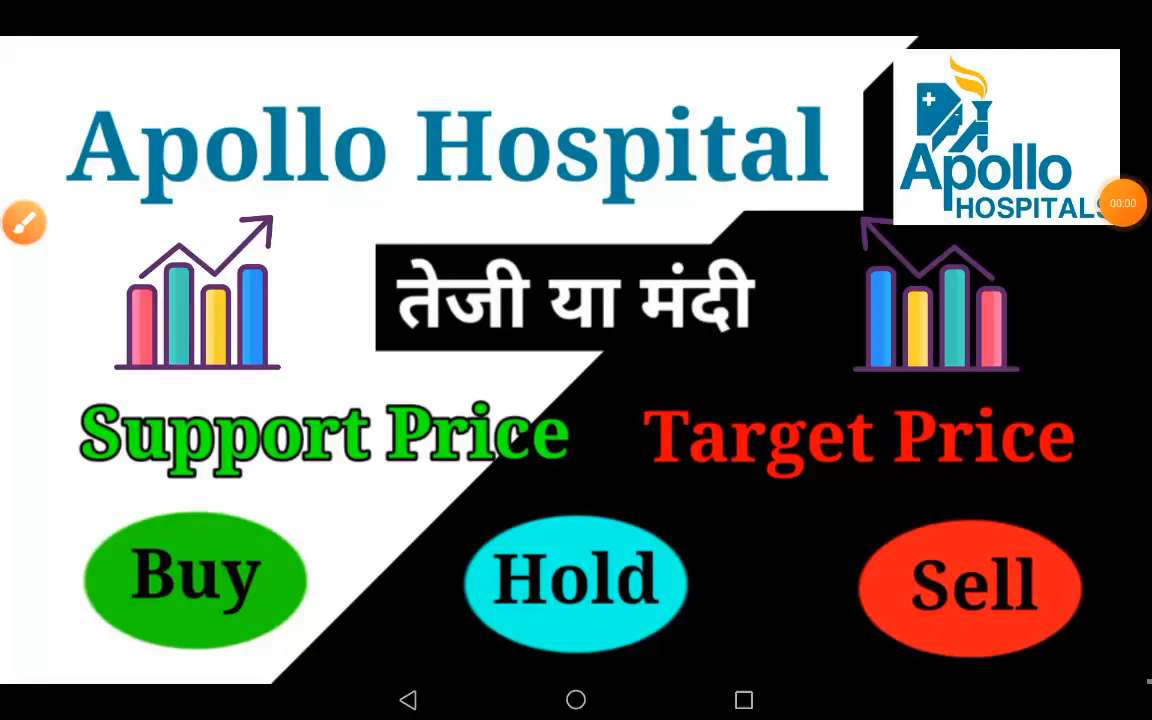 Apollo Hospital
Apollo
HOSPITALS
00:00
तेजी या मंदी
Support Price
Target Price
Buy
Hold
Sell